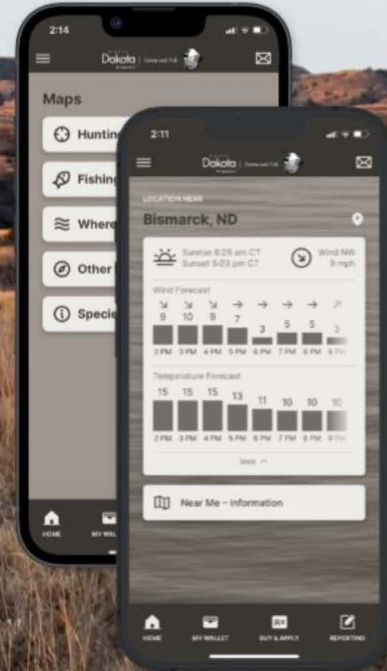 2:14
Dakota
Maps
Huntin
Fishing
Where
Other
Specie
HOME
MY WAL
2:11
Dakota
LOCATION NEAR
Bismarck, ND
Sunrise 8:26 am CT
Sunset 5:03 pm CT
Wind NW
9 mph
Wind Forecast
9 10 9 7 3 5 5 3
2 PM 3 PM 4 PM 5 PM 6 PM 7 PM 8 PM 9 PM
Temperature Forecast
15 15 15 13 11 10 10 10
2 PM 3 PM 4 PM 5 PM 6 PM 7 PM 8 PM 9 PM
less
Near Me – Information
HOME
MY WALLET
BUY & APPLY
REPORTING